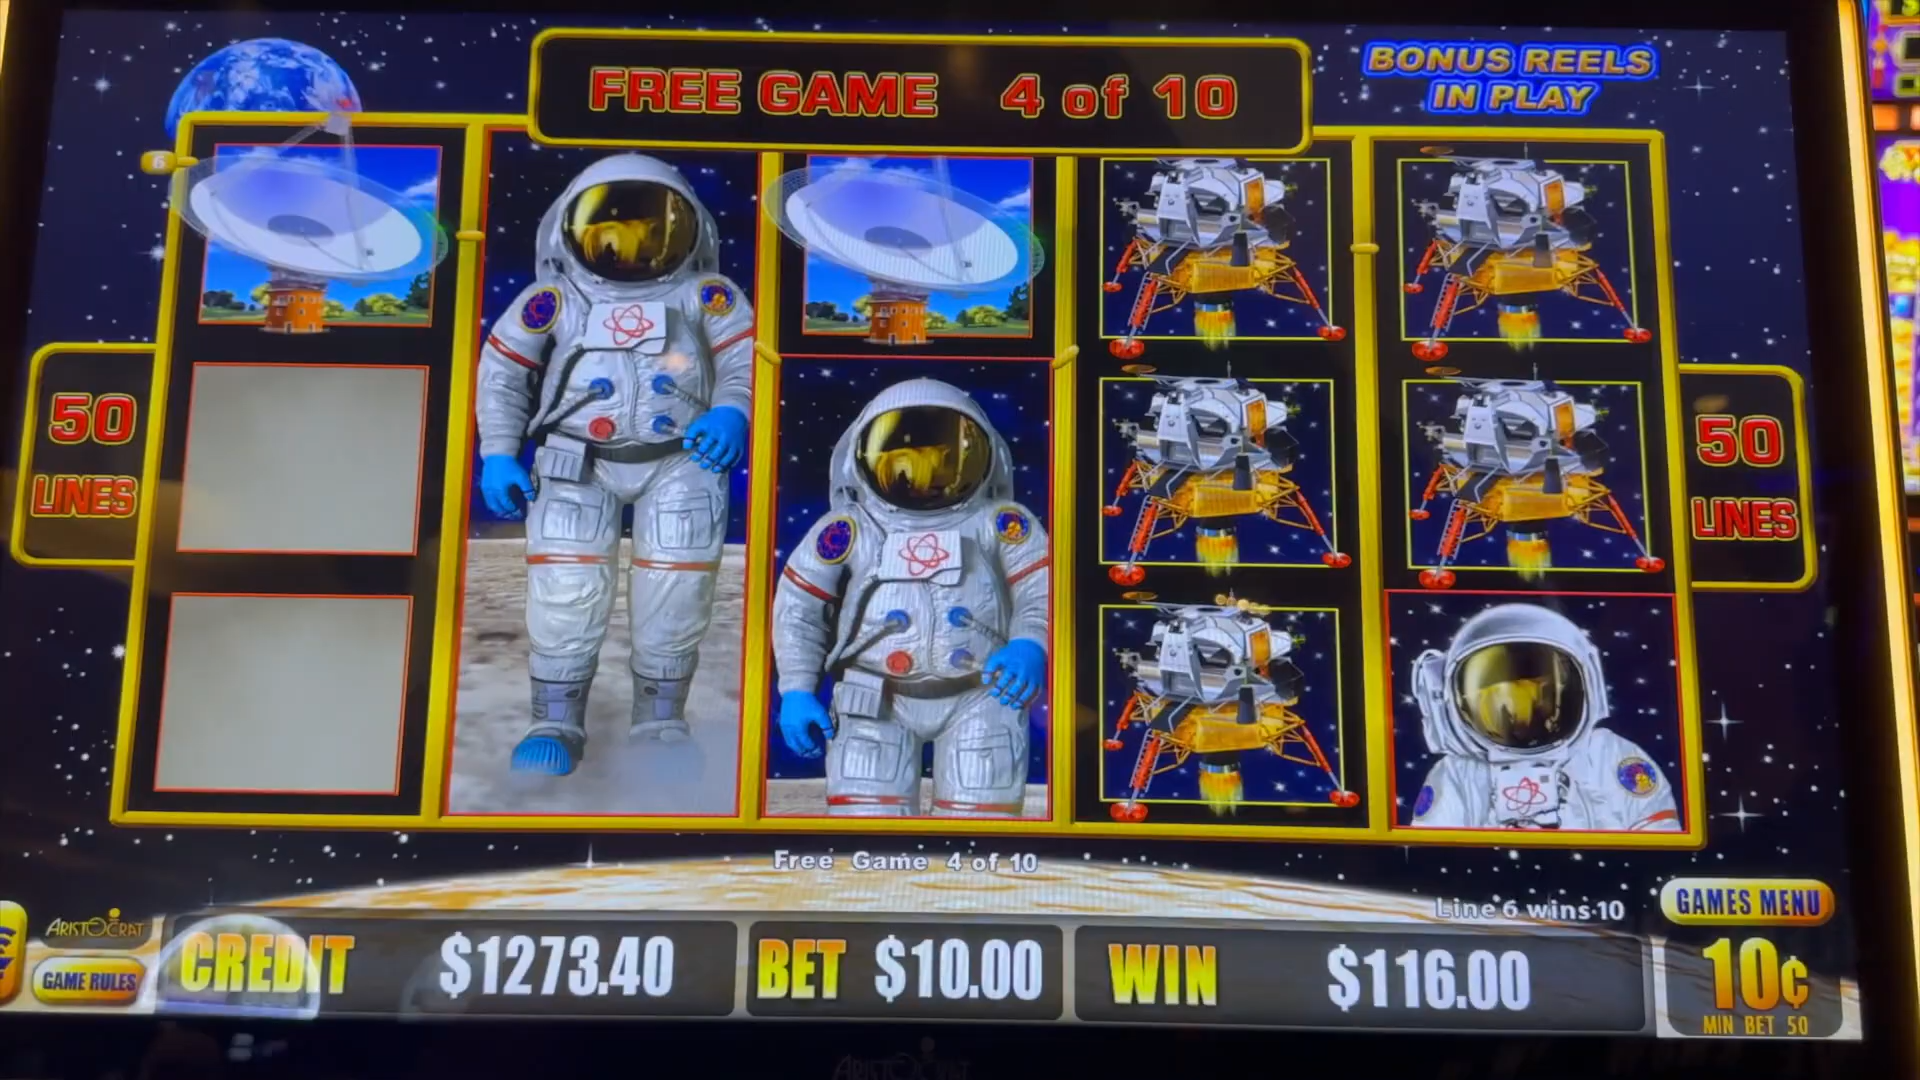 FREE GAME 4 of 10
BONUS REELS
IN PLAY
6
50
LINES
50
LINES
Free Game 4 of 10
Line 6 wins 10
GAMES MENU
ARISTOCRAT
GAME RULES
CREDIT $1273.40
BET $10.00
WIN $116.00
10¢
MIN BET 50
ARISTOCRAT